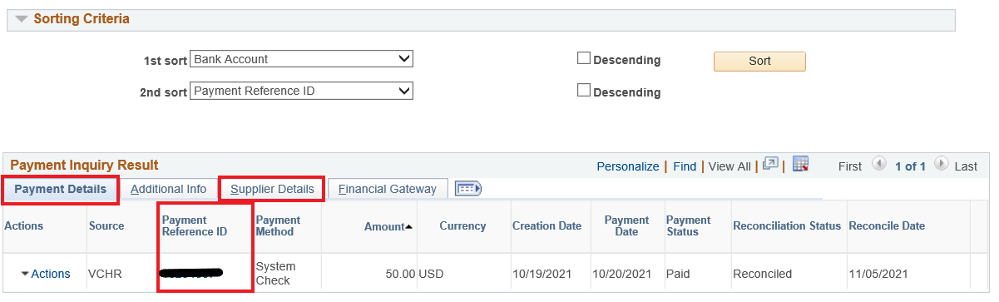 Sorting Criteria
1st sort Bank Account Descending Sort
2nd sort Payment Reference ID Descending
Payment Inquiry Result Personalize | Find | View All | | First 1 of 1 Last
Payment Details Additional Info Supplier Details Financial Gateway
Actions Source Payment Reference ID Payment Method Amount Currency Creation Date Payment Date Payment Status Reconciliation Status Reconcile Date
Actions VCHR System Check 50.00 USD 10/19/2021 10/20/2021 Paid Reconciled 11/05/2021